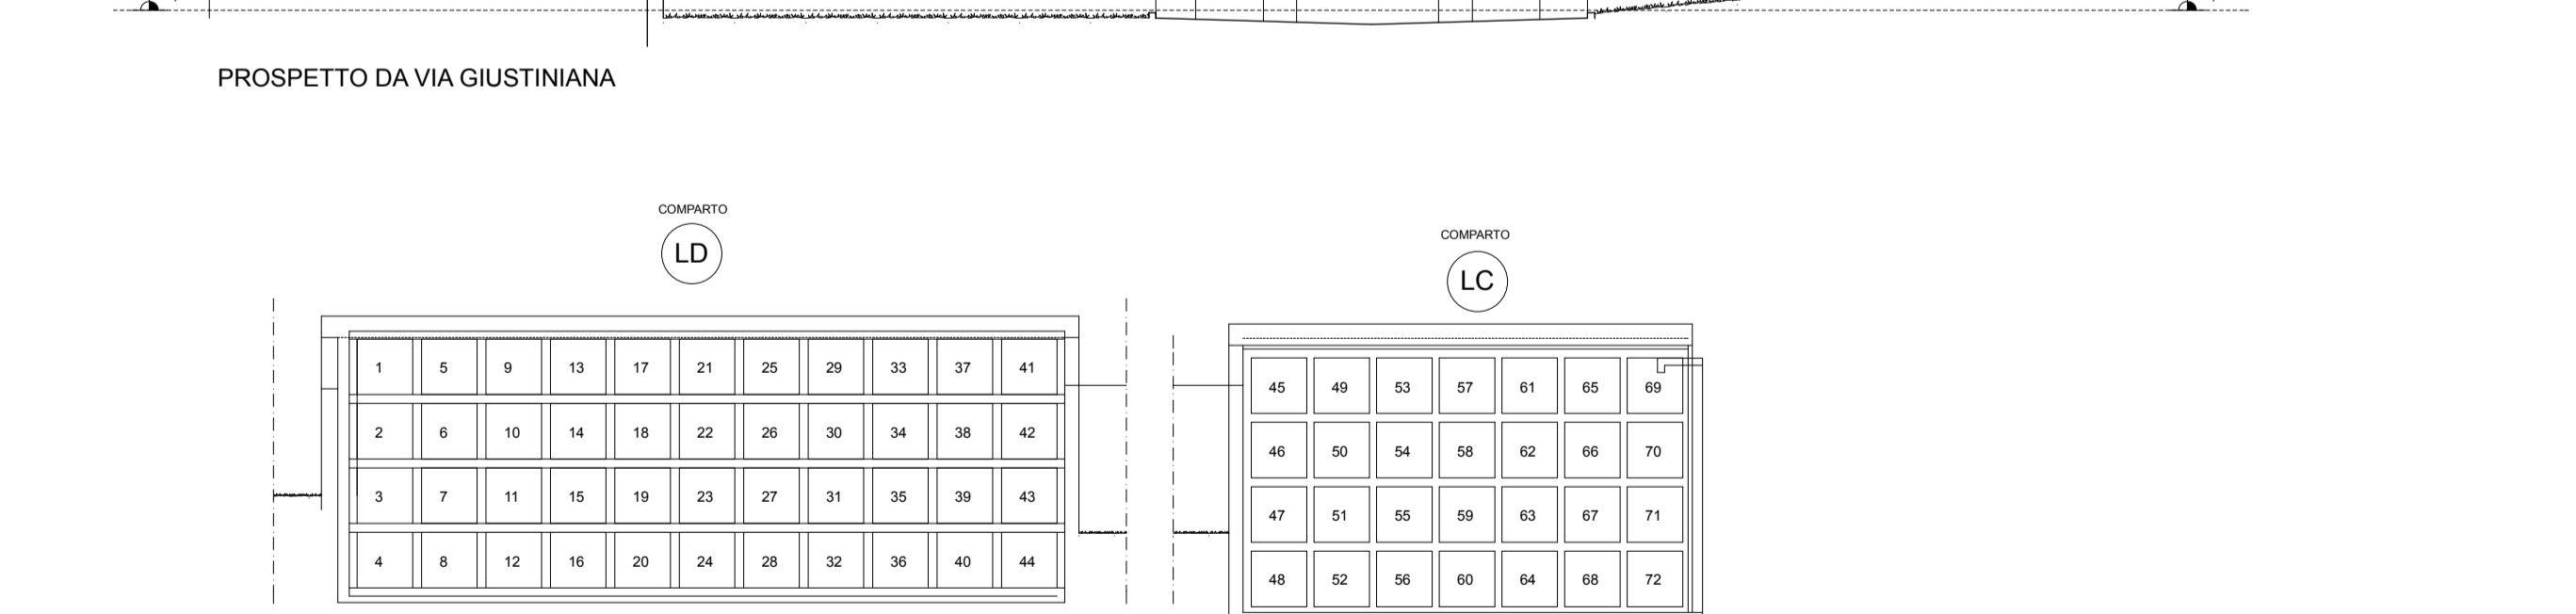 PROSPETTO DA VIA GIUSTINIANA
COMPARTO
LD
1 5 9 13 17 21 25 29 33 37 41
2 6 10 14 18 22 26 30 34 38 42
3 7 11 15 19 23 27 31 35 39 43
4 8 12 16 20 24 28 32 36 40 44
COMPARTO
LC
45 49 53 57 61 65 69
46 50 54 58 62 66 70
47 51 55 59 63 67 71
48 52 56 60 64 68 72